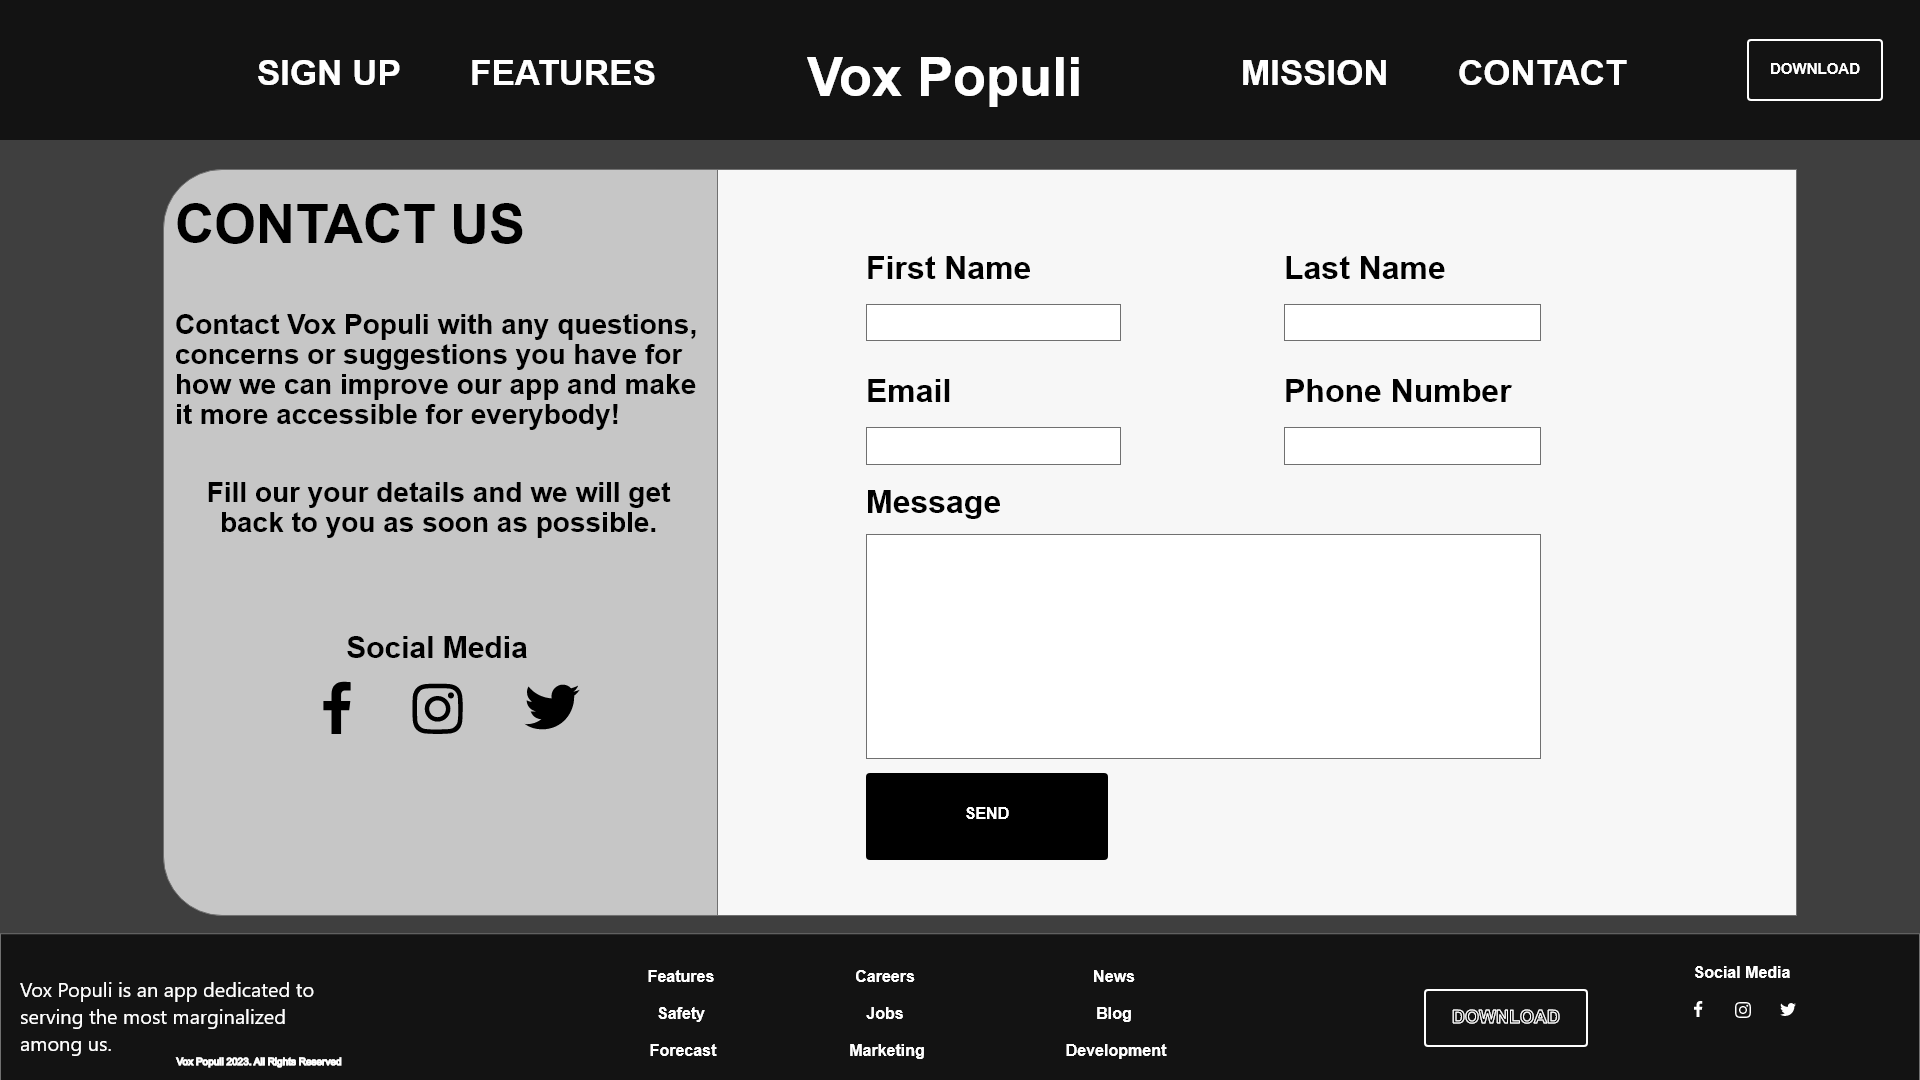 SIGN UP
FEATURES
Vox Populi
MISSION
CONTACT
DOWNLOAD
CONTACT US
Contact Vox Populi with any questions,
concerns or suggestions you have for
how we can improve our app and make
it more accessible for everybody!
Fill our your details and we will get
back to you as soon as possible.
Social Media
First Name
Last Name
Email
Phone Number
Message
SEND
Vox Populi is an app dedicated to
serving the most marginalized
among us.
Vox Populi 2023. All Rights Reserved
Features
Safety
Forecast
Careers
Jobs
Marketing
News
Blog
Development
DOWNLOAD
Social Media